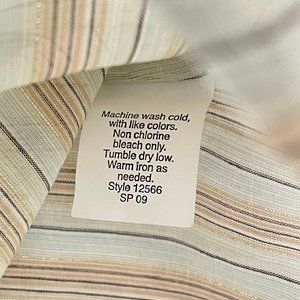 Machine wash cold,
with like colors.
Non chlorine
bleach only.
Tumble dry low.
Warm Iron as
needed.
Style 12566
SP 09